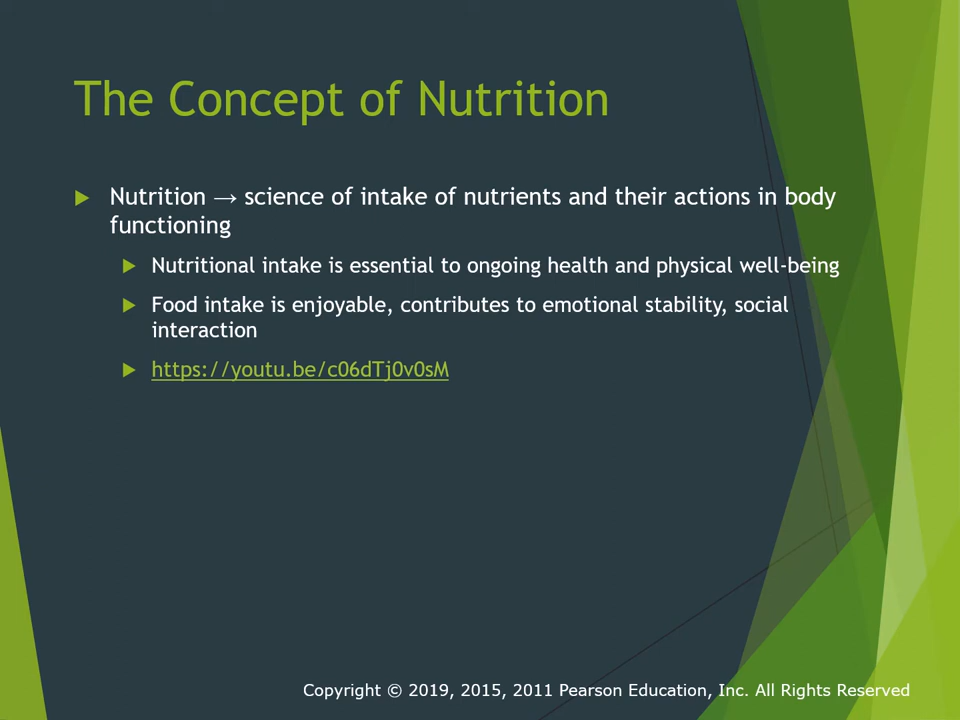 The Concept of Nutrition
Nutrition → science of intake of nutrients and their actions in body
functioning
Nutritional intake is essential to ongoing health and physical well-being
Food intake is enjoyable, contributes to emotional stability, social
interaction
https://youtu.be/c06dTj0v0sM
Copyright © 2019, 2015, 2011 Pearson Education, Inc. All Rights Reserved